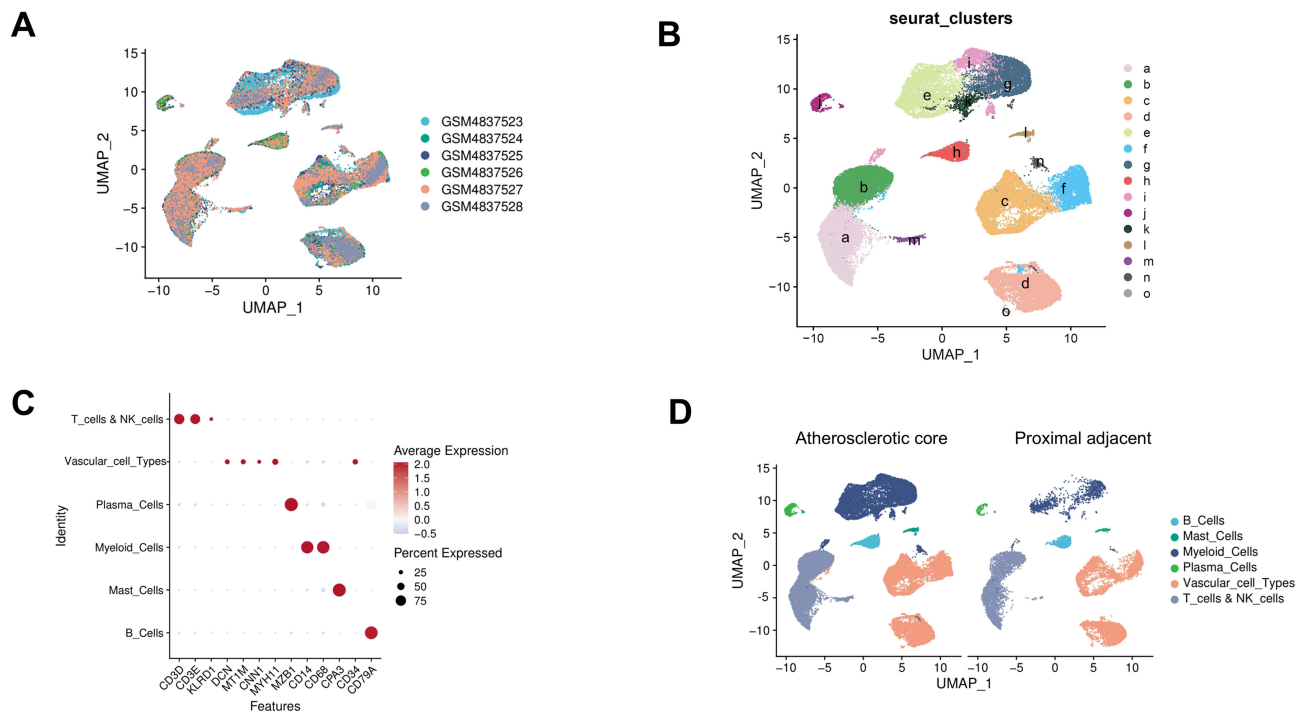 A
15
10
5
0
−5
−10
−10
−5
0
5
10
UMAP_2
UMAP_1
GSM4837523
GSM4837524
GSM4837525
GSM4837526
GSM4837527
GSM4837528
B
seurat_clusters
15
10
5
0
−5
−10
−10
−5
0
5
10
UMAP_2
UMAP_1
i
g
e
k
j
l
h
n
b
f
c
a
m
d
o
a
b
c
d
e
f
g
h
i
j
k
l
m
n
o
C
T_cells & NK_cells
Vascular_cell_Types
Plasma_Cells
Myeloid_Cells
Mast_Cells
B_Cells
Identity
CD3D
CD3E
KLRD1
DCN
MT1M
CNN1
MYH11
MZB1
CD14
CD68
CPA3
CD34
CD79A
Features
Average Expression
2.0
1.5
1.0
0.5
0.0
−0.5
Percent Expressed
25
50
75
D
Atherosclerotic core
Proximal adjacent
15
10
5
0
−5
−10
UMAP_2
−10
−5
0
5
10
−10
−5
0
5
10
UMAP_1
B_Cells
Mast_Cells
Myeloid_Cells
Plasma_Cells
Vascular_cell_Types
T_cells & NK_cells